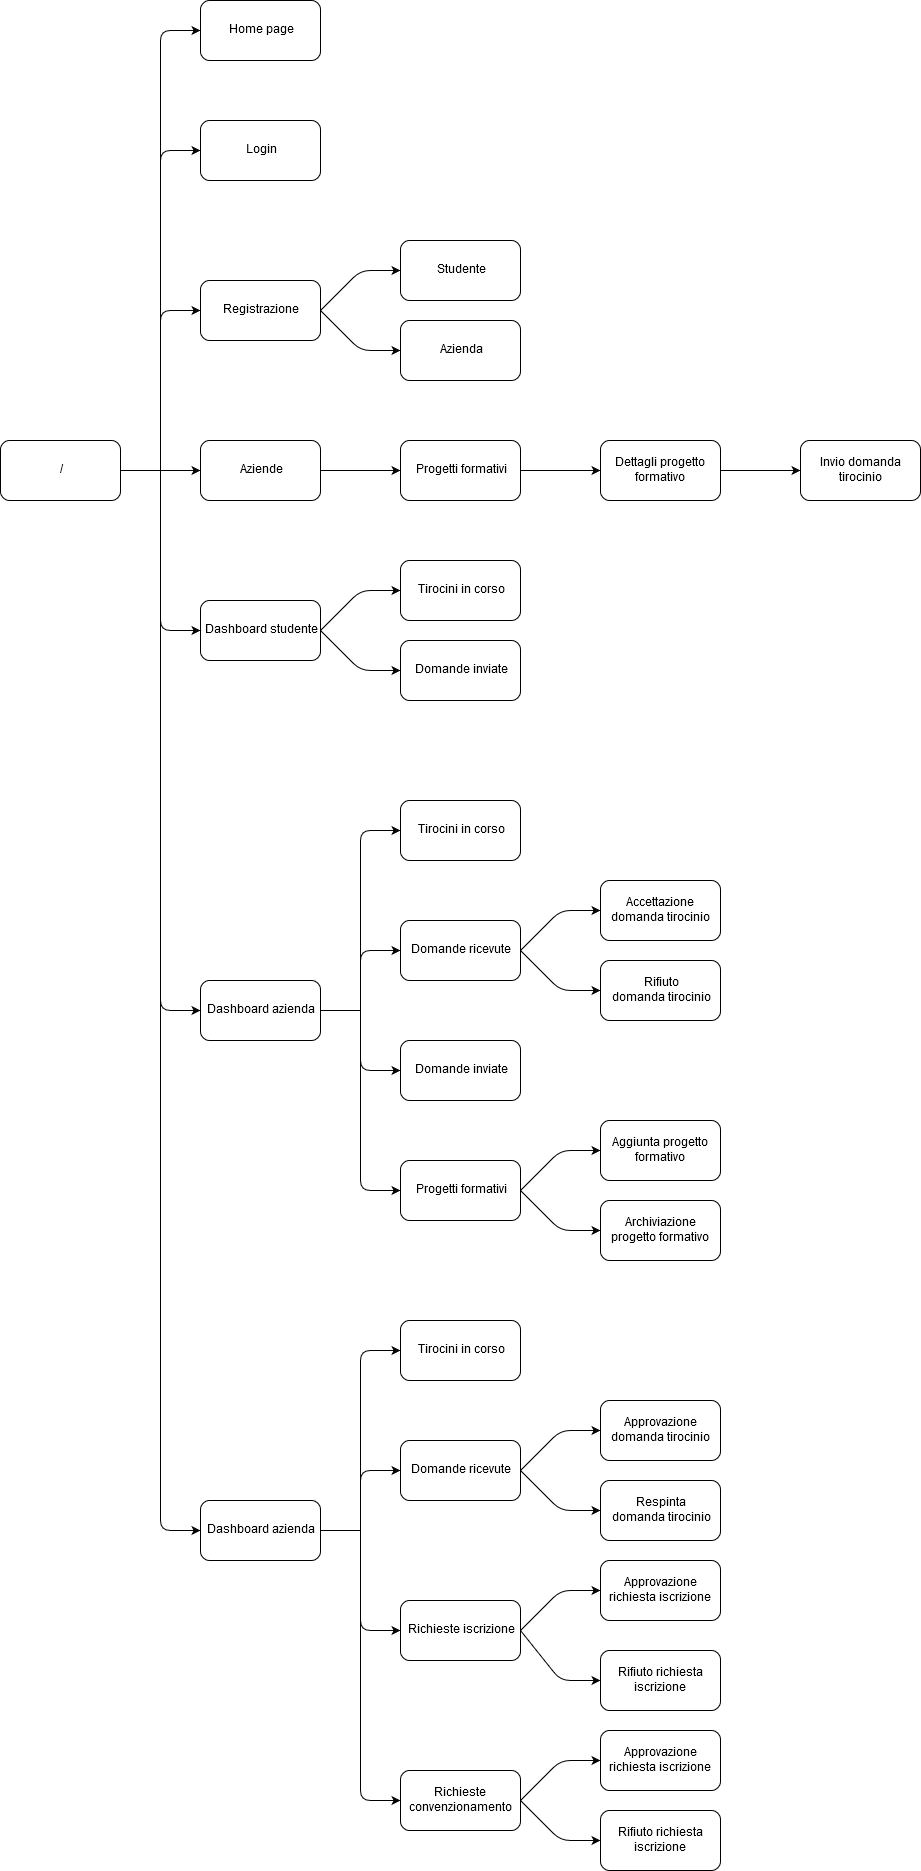 Home page
Login
Registrazione
Studente
Azienda
/
Aziende
Progetti formativi
Dettagli progetto
formativo
Invio domanda
tirocinio
Dashboard studente
Tirocini in corso
Domande inviate
Dashboard azienda
Tirocini in corso
Domande ricevute
Accettazione
domanda tirocinio
Rifiuto
domanda tirocinio
Domande inviate
Progetti formativi
Aggiunta progetto
formativo
Archiviazione
progetto formativo
Dashboard azienda
Tirocini in corso
Domande ricevute
Approvazione
domanda tirocinio
Respinta
domanda tirocinio
Richieste iscrizione
Approvazione
richiesta iscrizione
Rifiuto richiesta
iscrizione
Richieste
convenzionamento
Approvazione
richiesta iscrizione
Rifiuto richiesta
iscrizione